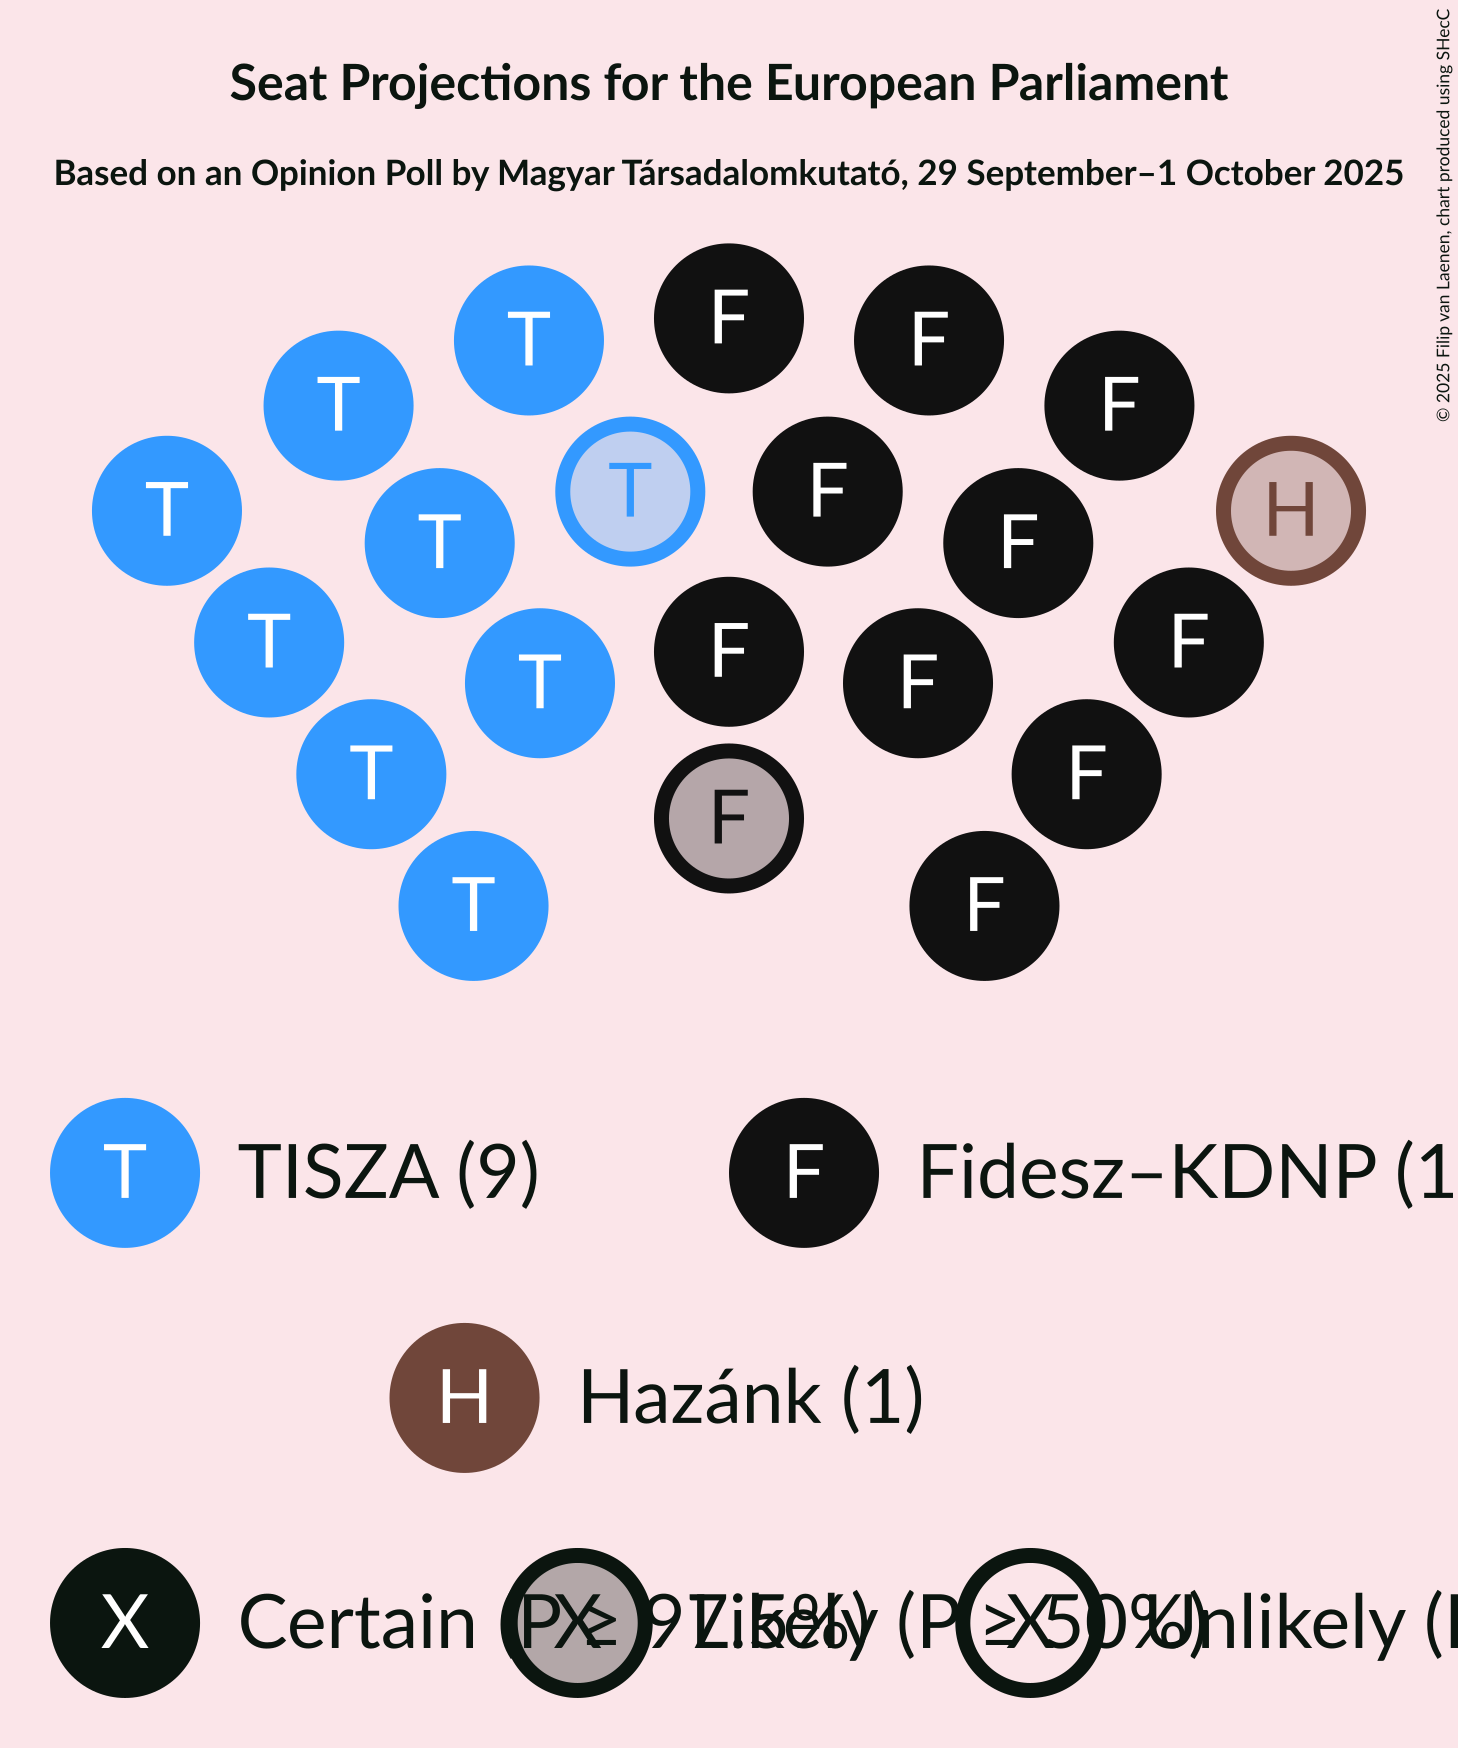 Seat Projections for the European Parliament
Based on an Opinion Poll by Magyar Társadalomkutató, 29 September–1 October 2025
© 2025 Filip van Laenen, chart produced using SHecC
F
T F
T F
T T F H
T F
T F
T F
T F
F
T F
T F
T TISZA (9) F Fidesz–KDNP (1
H Hazánk (1)
X Certain (P ≥ 97.5%) X Likely (P ≥ 50%) X Unlikely (